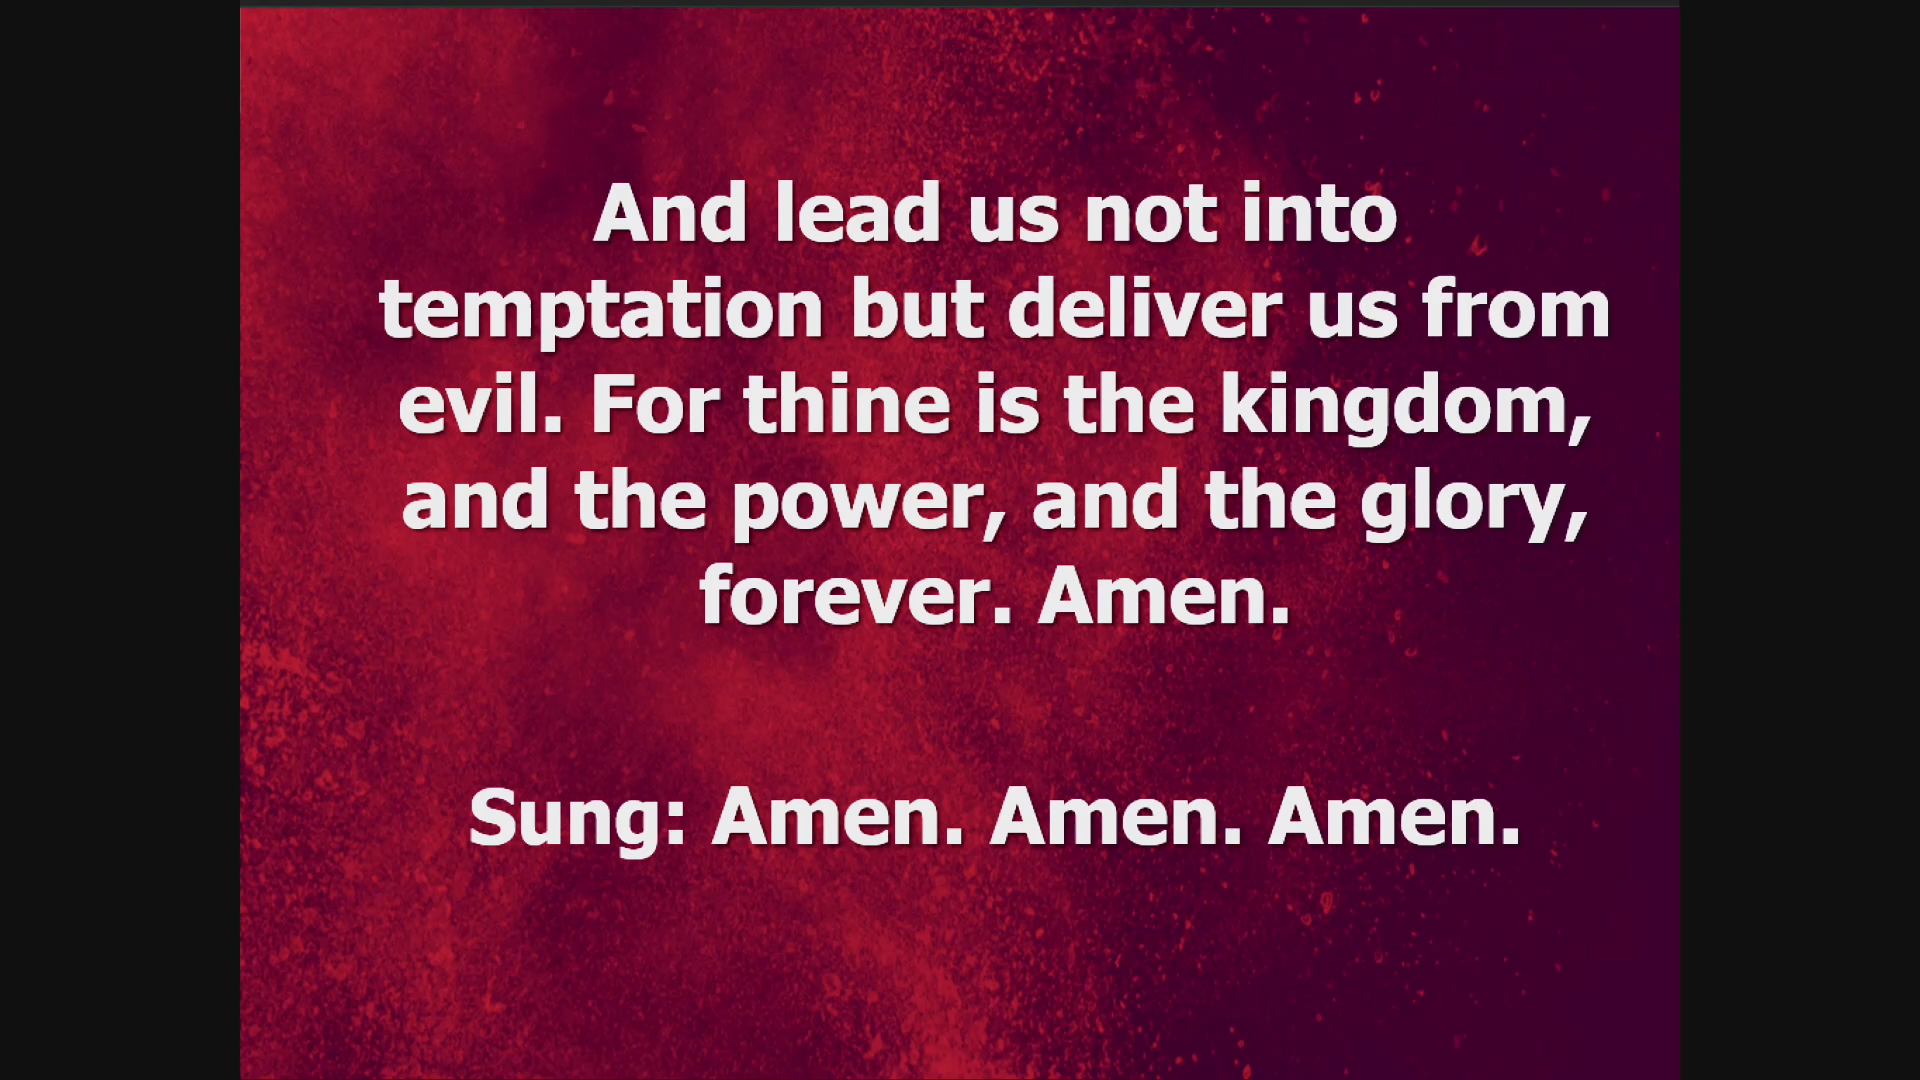 And lead us not into
temptation but deliver us from
evil. For thine is the kingdom,
and the power, and the glory,
forever. Amen.
Sung: Amen. Amen. Amen.